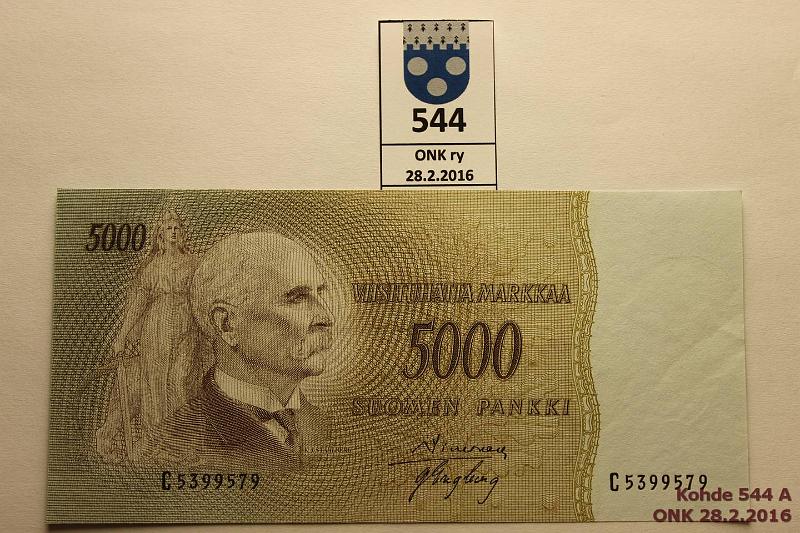 544
ONK ry
28.2.2016
5000
VIISITUHATTA MARKKAA
5000
SUOMEN PANKKI
C5399579
C5399579
Kohde 544 A
ONK 28.2.2016